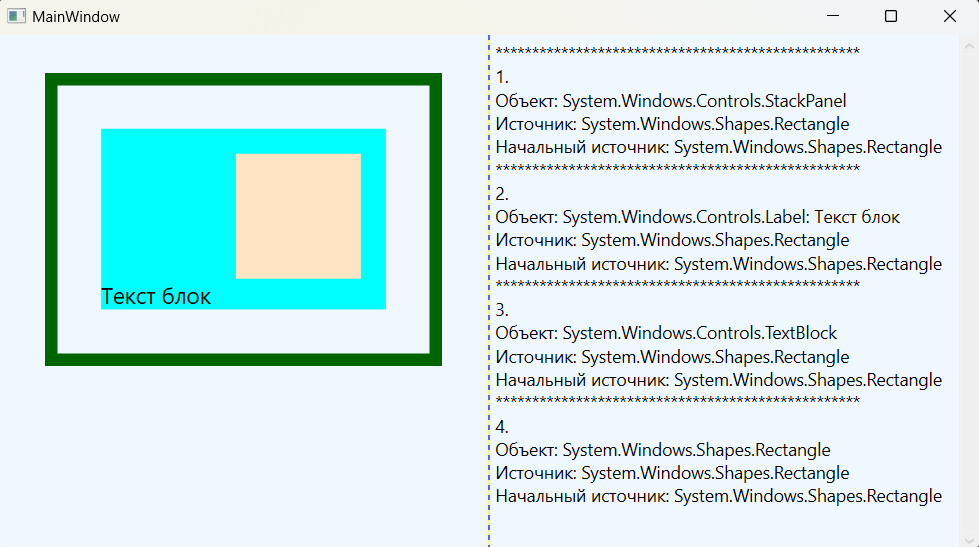 MainWindow
Текст блок
*************************************************
1.
Объект: System.Windows.Controls.StackPanel
Источник: System.Windows.Shapes.Rectangle
Начальный источник: System.Windows.Shapes.Rectangle
*************************************************
2.
Объект: System.Windows.Controls.Label: Текст блок
Источник: System.Windows.Shapes.Rectangle
Начальный источник: System.Windows.Shapes.Rectangle
*************************************************
3.
Объект: System.Windows.Controls.TextBlock
Источник: System.Windows.Shapes.Rectangle
Начальный источник: System.Windows.Shapes.Rectangle
*************************************************
4.
Объект: System.Windows.Shapes.Rectangle
Источник: System.Windows.Shapes.Rectangle
Начальный источник: System.Windows.Shapes.Rectangle